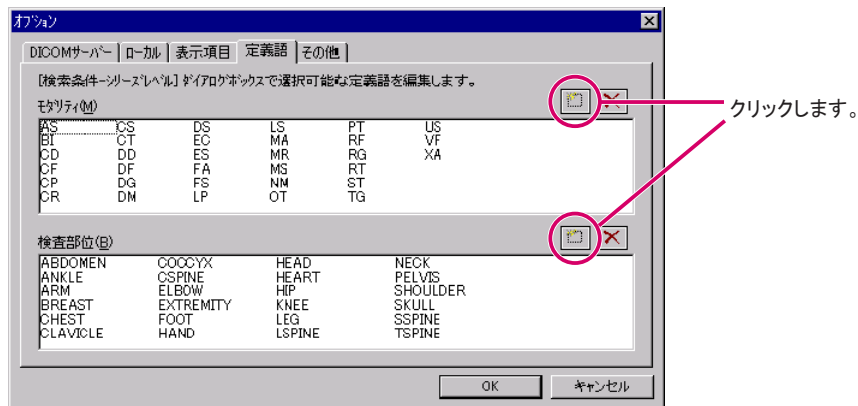 オプション
DICOMサーバー ローカル 表示項目 定義語 その他
[検索条件-シリーズレベル] ダイアログボックスで選択可能な定義語を編集します。
モダリティ(M)
クリックします。
AS CS DS LS PT US
BI CT EC MA RF VF
CD DD ES MR RG XA
CF DF FA MS RT
CP DG FS NM ST
CR DM LP OT TG
検査部位(B)
ABDOMEN COCCYX HEAD NECK
ANKLE CSPINE HEART PELVIS
ARM ELBOW HIP SHOULDER
BREAST EXTREMITY KNEE SKULL
CHEST FOOT LEG SSPINE
CLAVICLE HAND LSPINE TSPINE
OK キャンセル